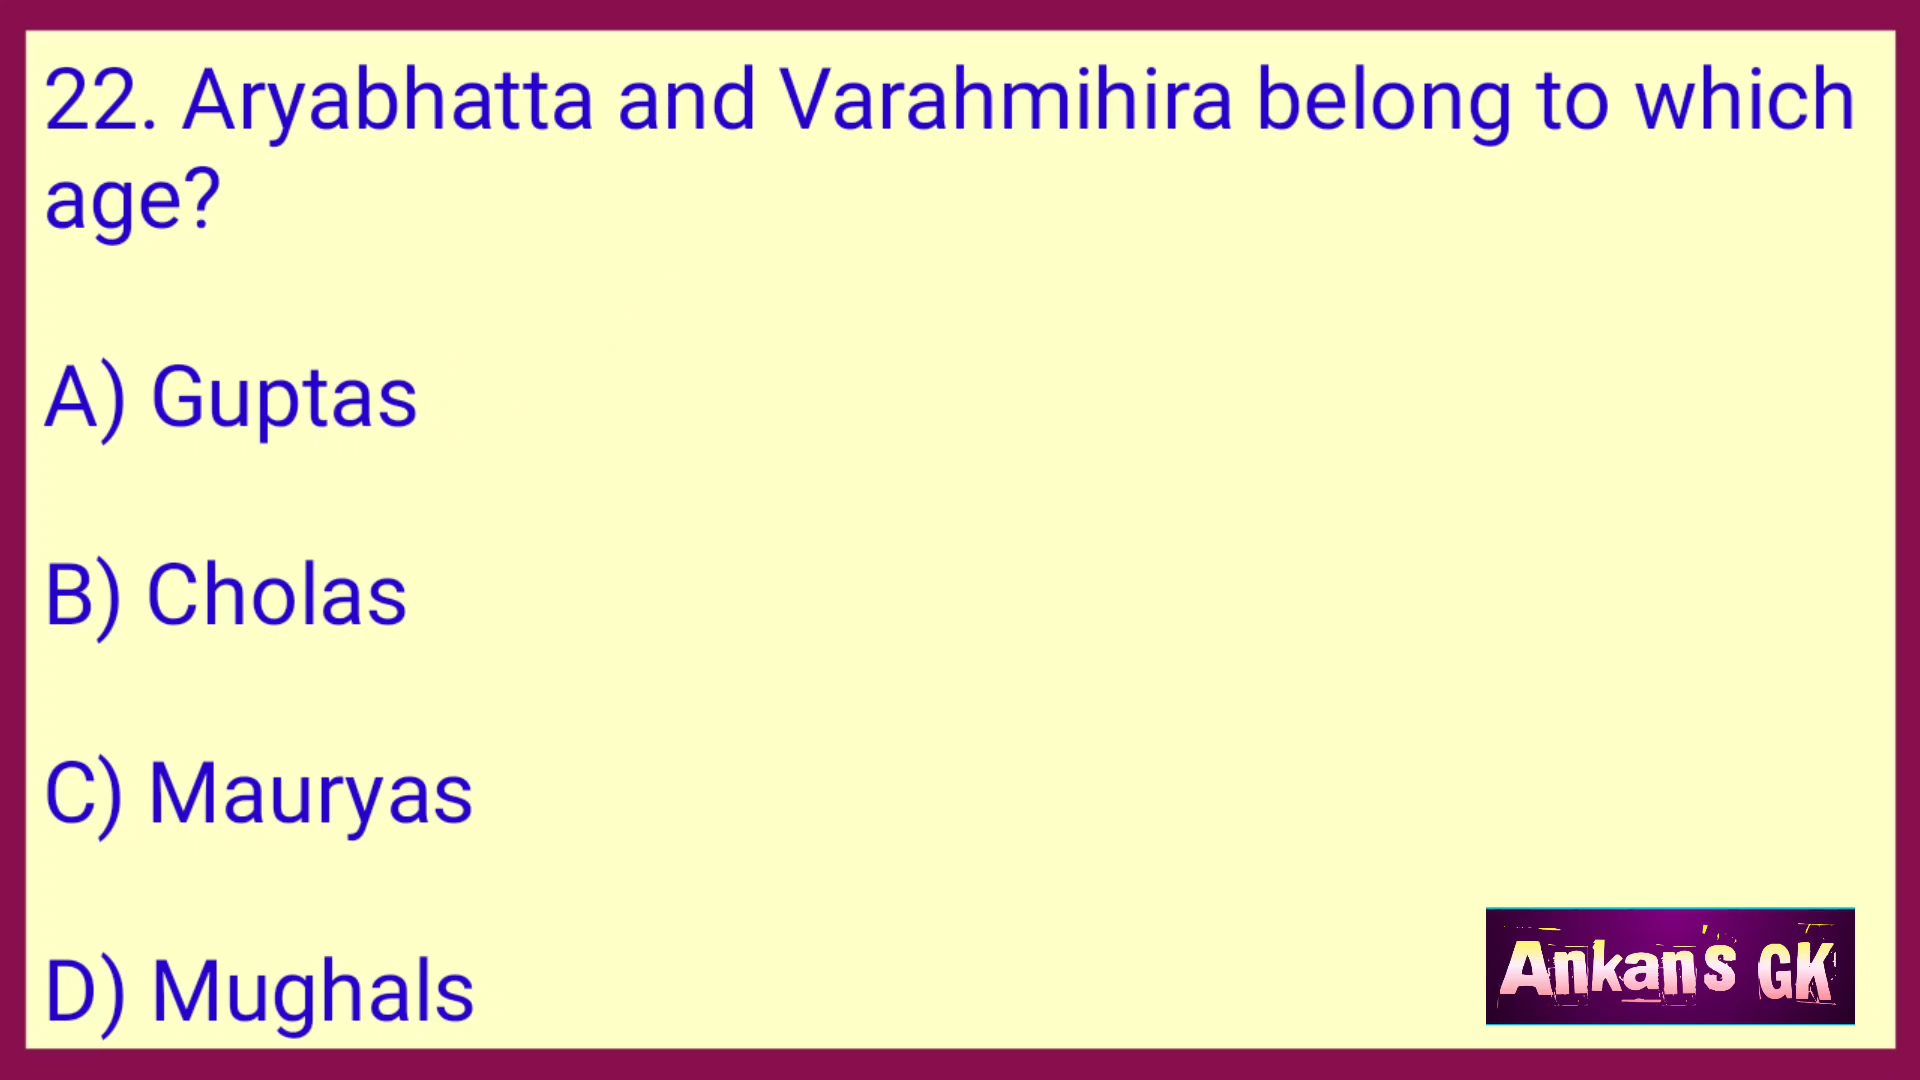 22. Aryabhatta and Varahmihira belong to which
age?
A) Guptas
B) Cholas
C) Mauryas
D) Mughals
Ankan's GK